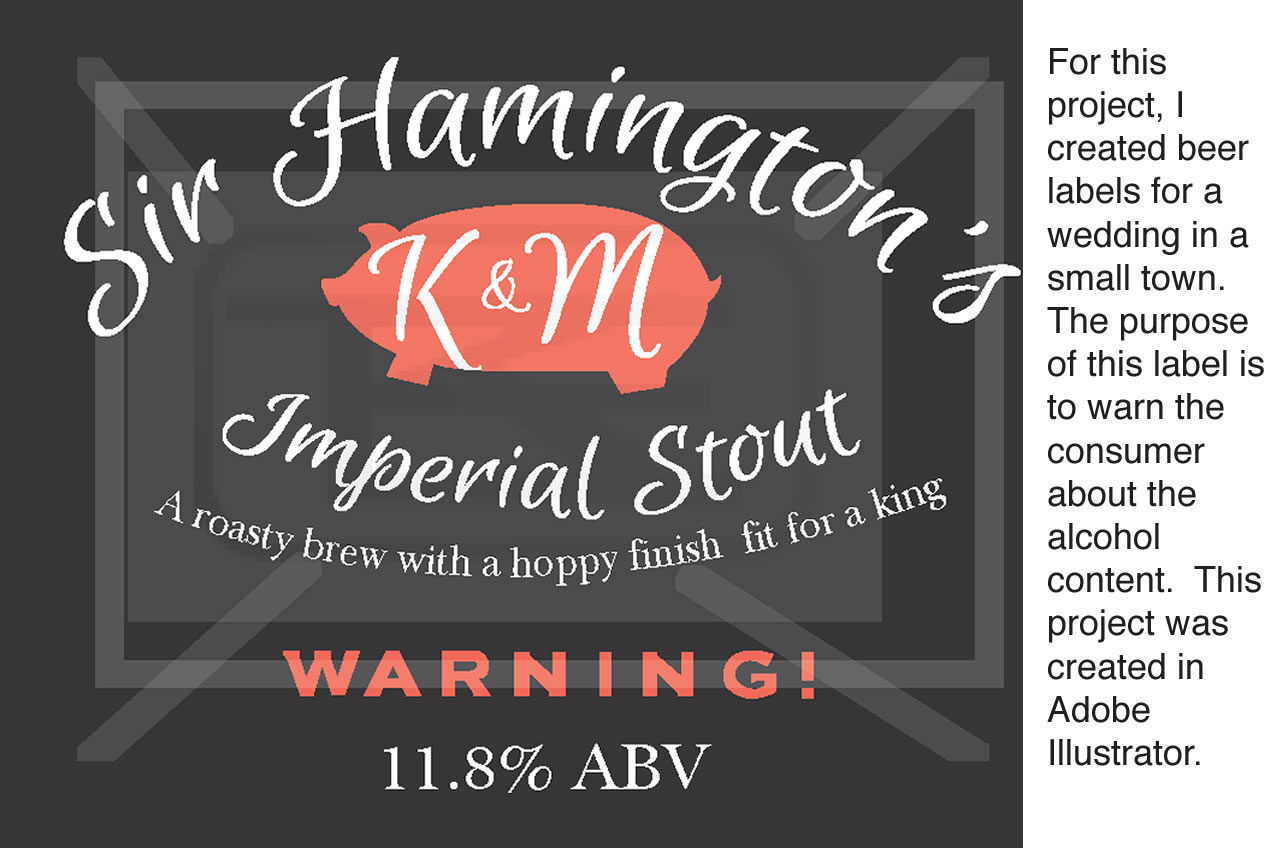 Sir Hamington's
K & M
Imperial Stout
A roasty brew with a hoppy finish  fit for a king
WARNING!
11.8% ABV
For this
project, I
created beer
labels for a
wedding in a
small town.
The purpose
of this label is
to warn the
consumer
about the
alcohol
content.  This
project was
created in
Adobe
Illustrator.